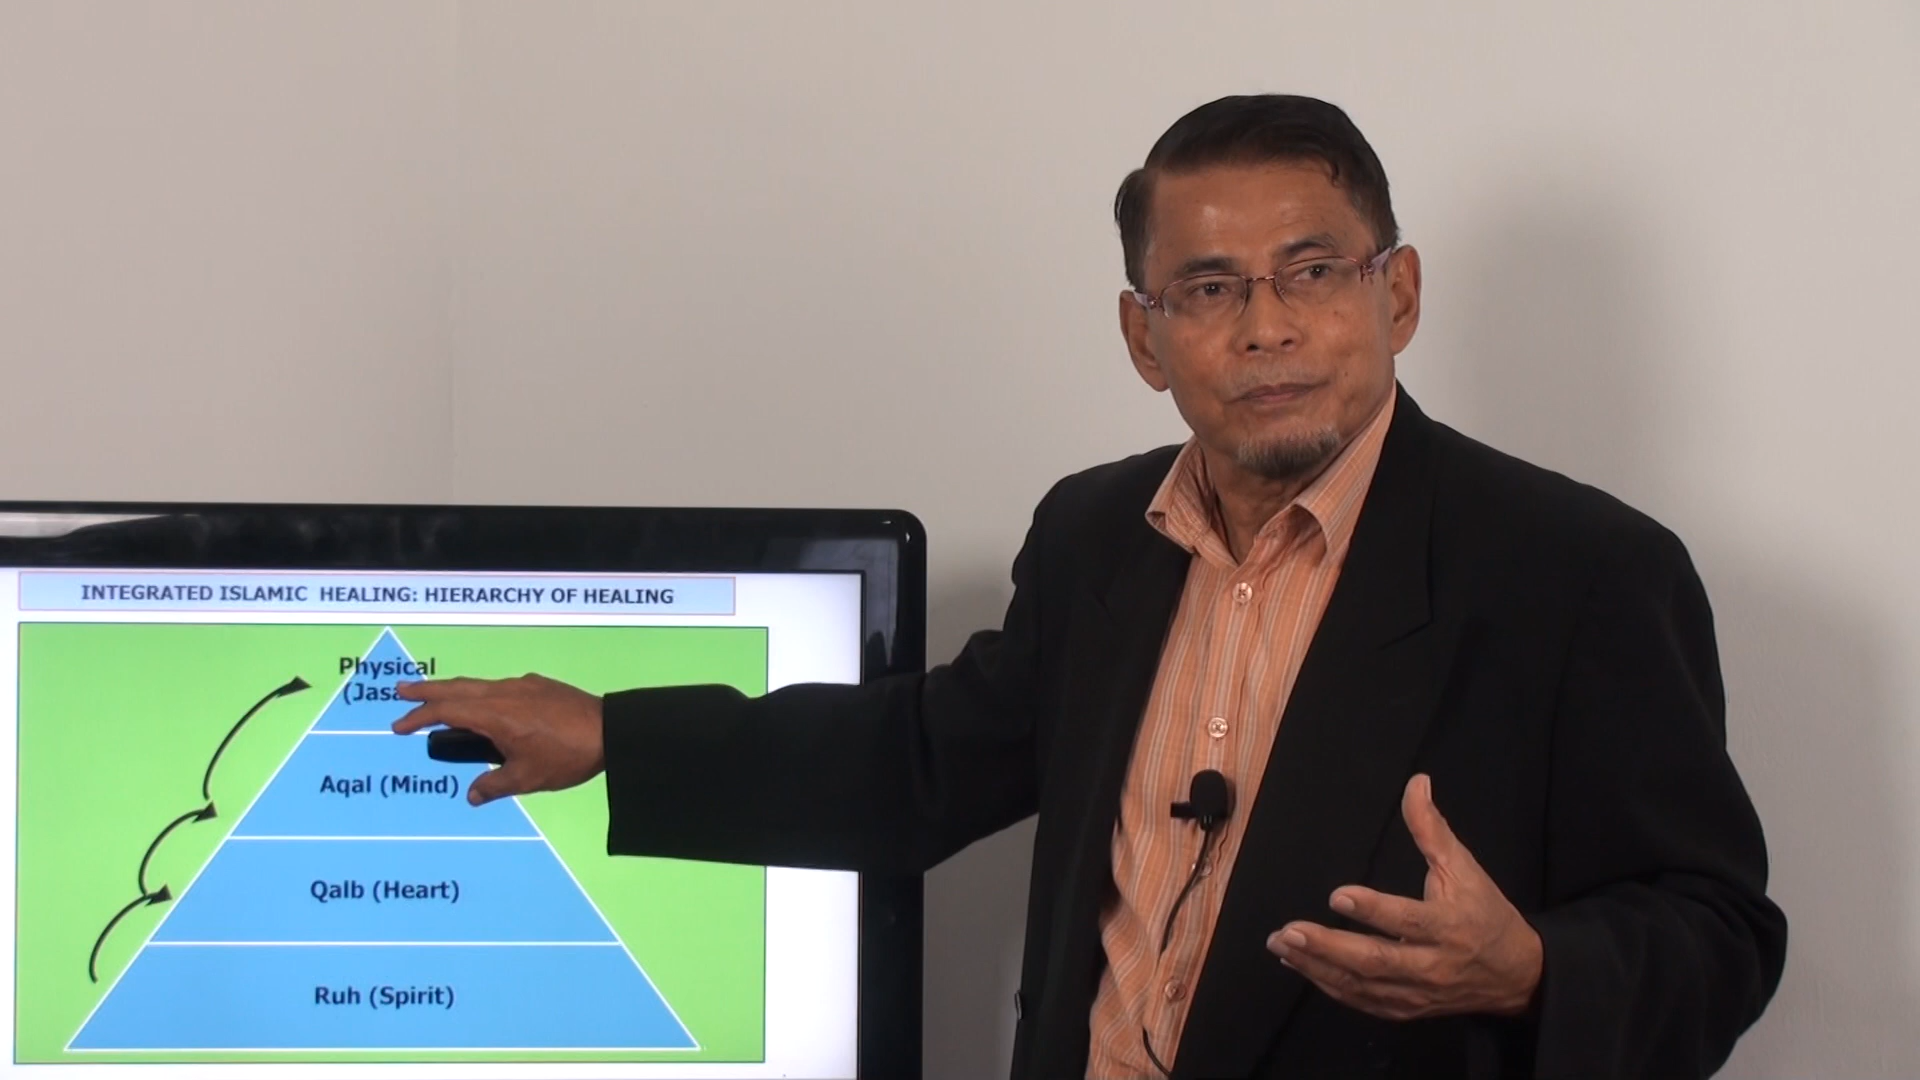 INTEGRATED ISLAMIC HEALING: HIERARCHY OF HEALING
Physical
Aqal (Mind)
Qalb (Heart)
Ruh (Spirit)